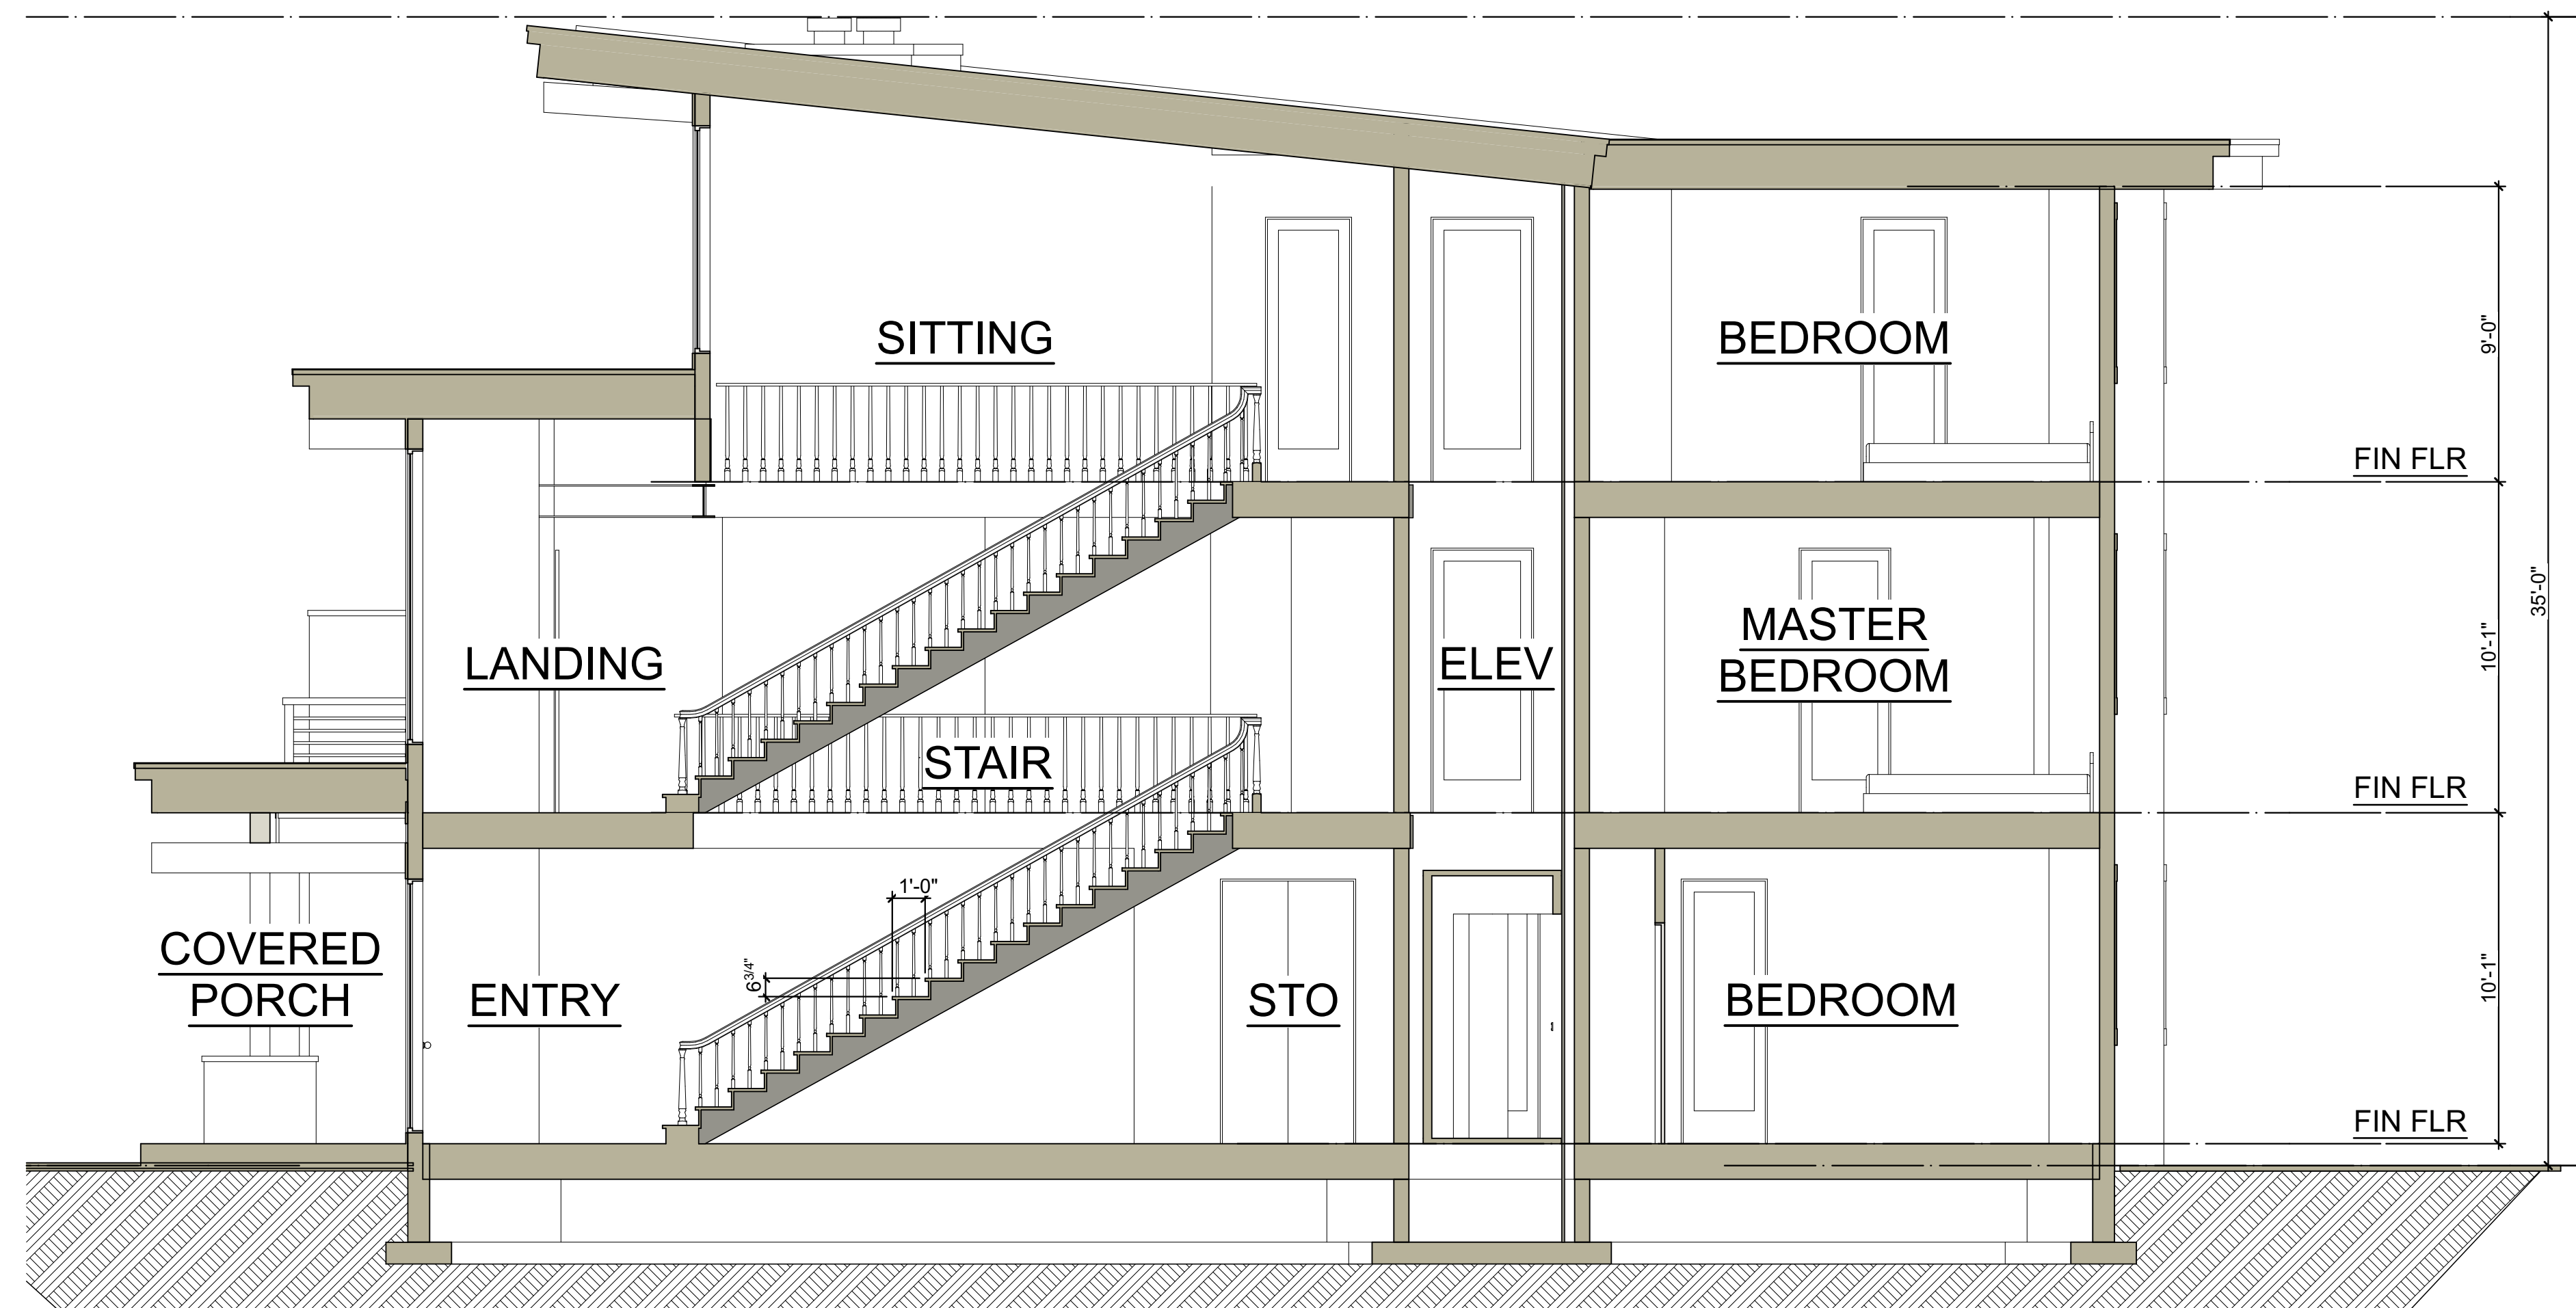 SITTING
BEDROOM
9'-0"
FIN FLR
35'-0"
LANDING
ELEV
MASTER
BEDROOM
10'-1"
STAIR
FIN FLR
1'-0"
6 3/4"
COVERED
PORCH
ENTRY
STO
BEDROOM
10'-1"
FIN FLR